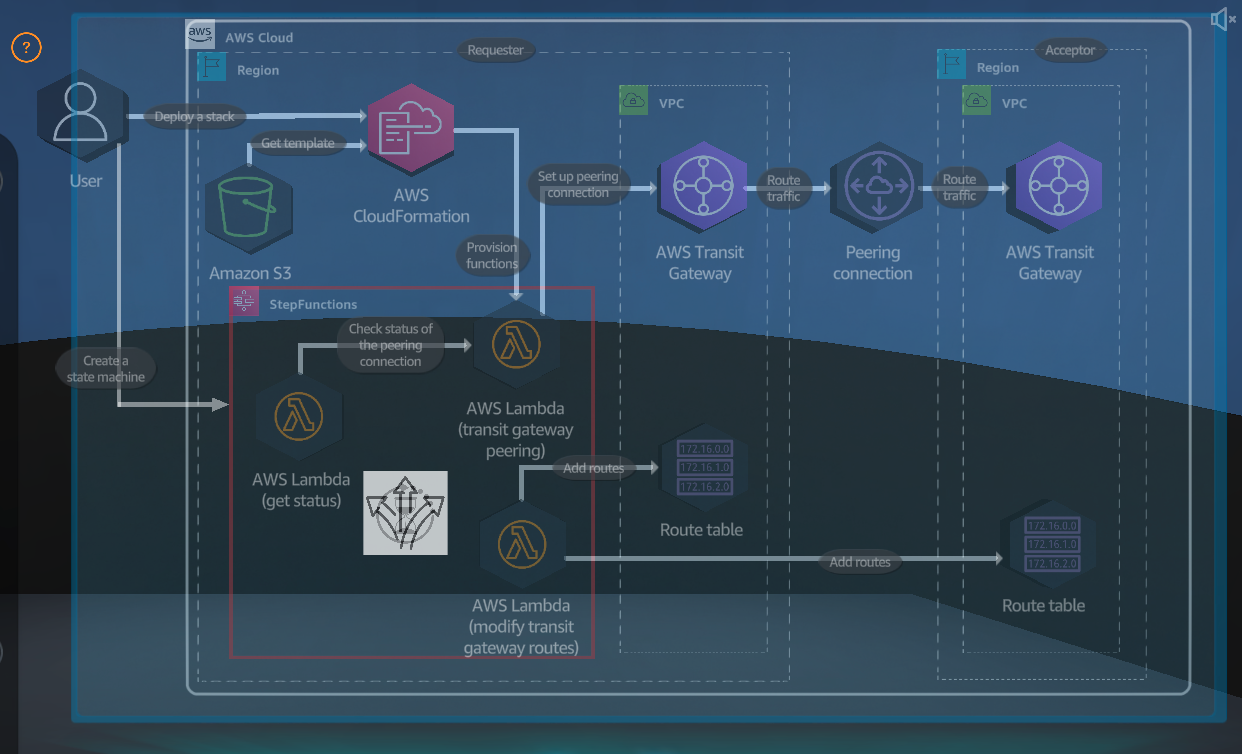 ?
aws
AWS Cloud
Requester
Acceptor
Region
Region
VPC
VPC
User
Deploy a stack
Get template
AWS
CloudFormation
Amazon S3
Set up peering
connection
Route
traffic
Route
traffic
AWS Transit
Gateway
Peering
connection
AWS Transit
Gateway
Provision
functions
StepFunctions
Check status of
the peering
connection
Create a
state machine
AWS Lambda
(get status)
AWS Lambda
(transit gateway
peering)
Add routes
172.16.0.0
172.16.1.0
172.16.2.0
Route table
Add routes
172.16.0.0
172.16.1.0
172.16.2.0
Route table
AWS Lambda
(modify transit
gateway routes)